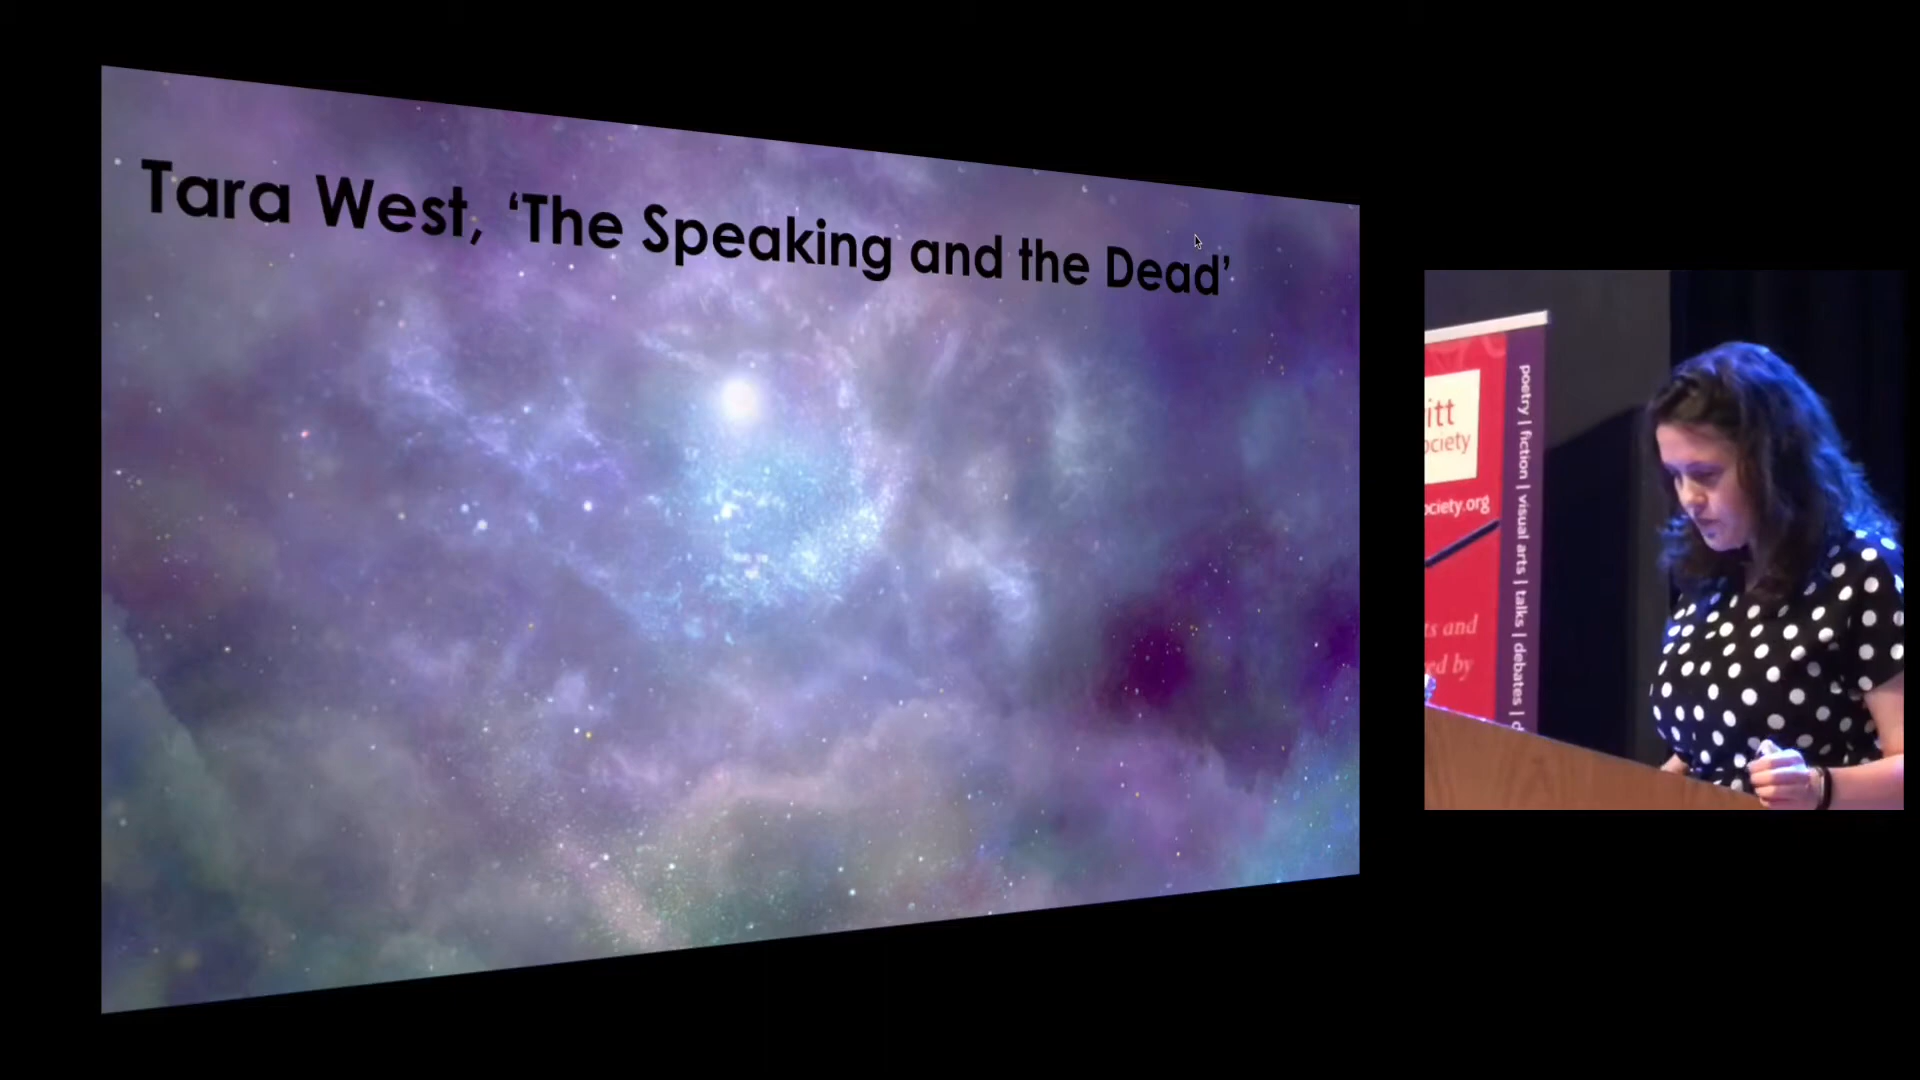 Tara West, ‘The Speaking and the Dead’
itt
ociety
ociety.org
ts and
ed by
poetry | fiction | visual arts | talks | debates |